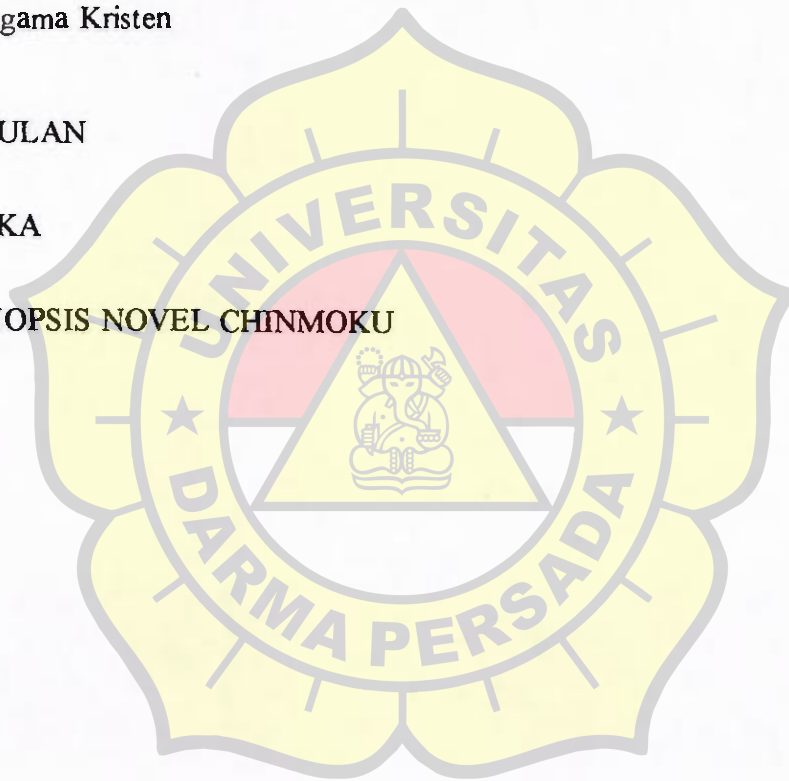 gama Kristen
ULAN
KA
OPSIS NOVEL CHINMOKU
UNIVERSITAS
DARMA PERSADA